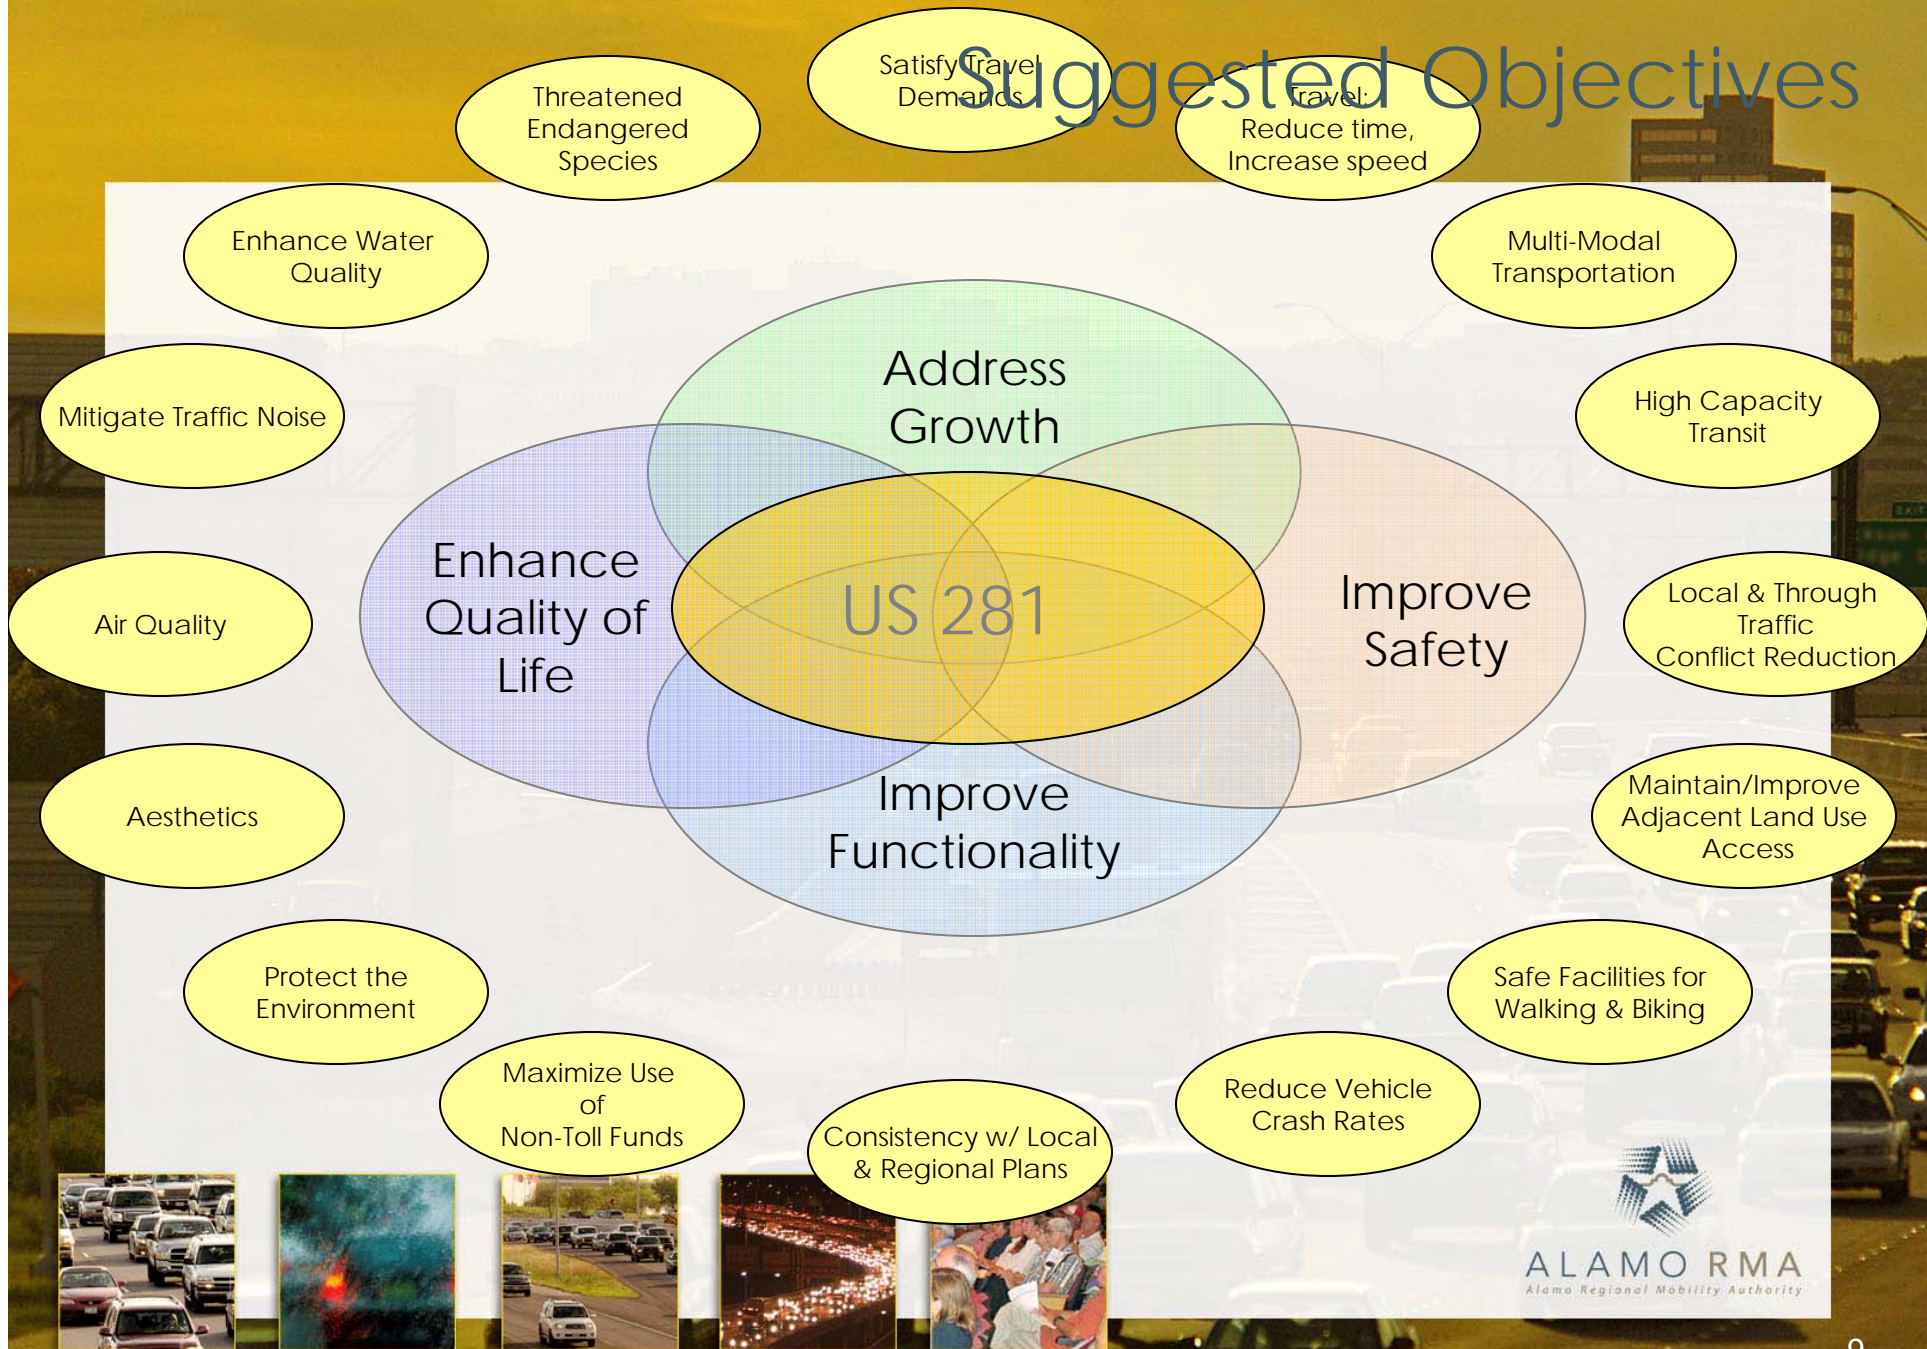 Suggested Objectives
Satisfy Travel
Demands
Travel:
Reduce time,
Increase speed
Threatened
Endangered
Species
Multi-Modal
Transportation
Enhance Water
Quality
High Capacity
Transit
Mitigate Traffic Noise
Address
Growth
Enhance
Quality of
Life
US 281
Improve
Safety
Local & Through
Traffic
Conflict Reduction
Air Quality
Improve
Functionality
Maintain/Improve
Adjacent Land Use
Access
Aesthetics
Safe Facilities for
Walking & Biking
Protect the
Environment
Maximize Use
of
Non-Toll Funds
Consistency w/ Local
& Regional Plans
Reduce Vehicle
Crash Rates
ALAMO RMA
Alamo Regional Mobility Authority
EXIT